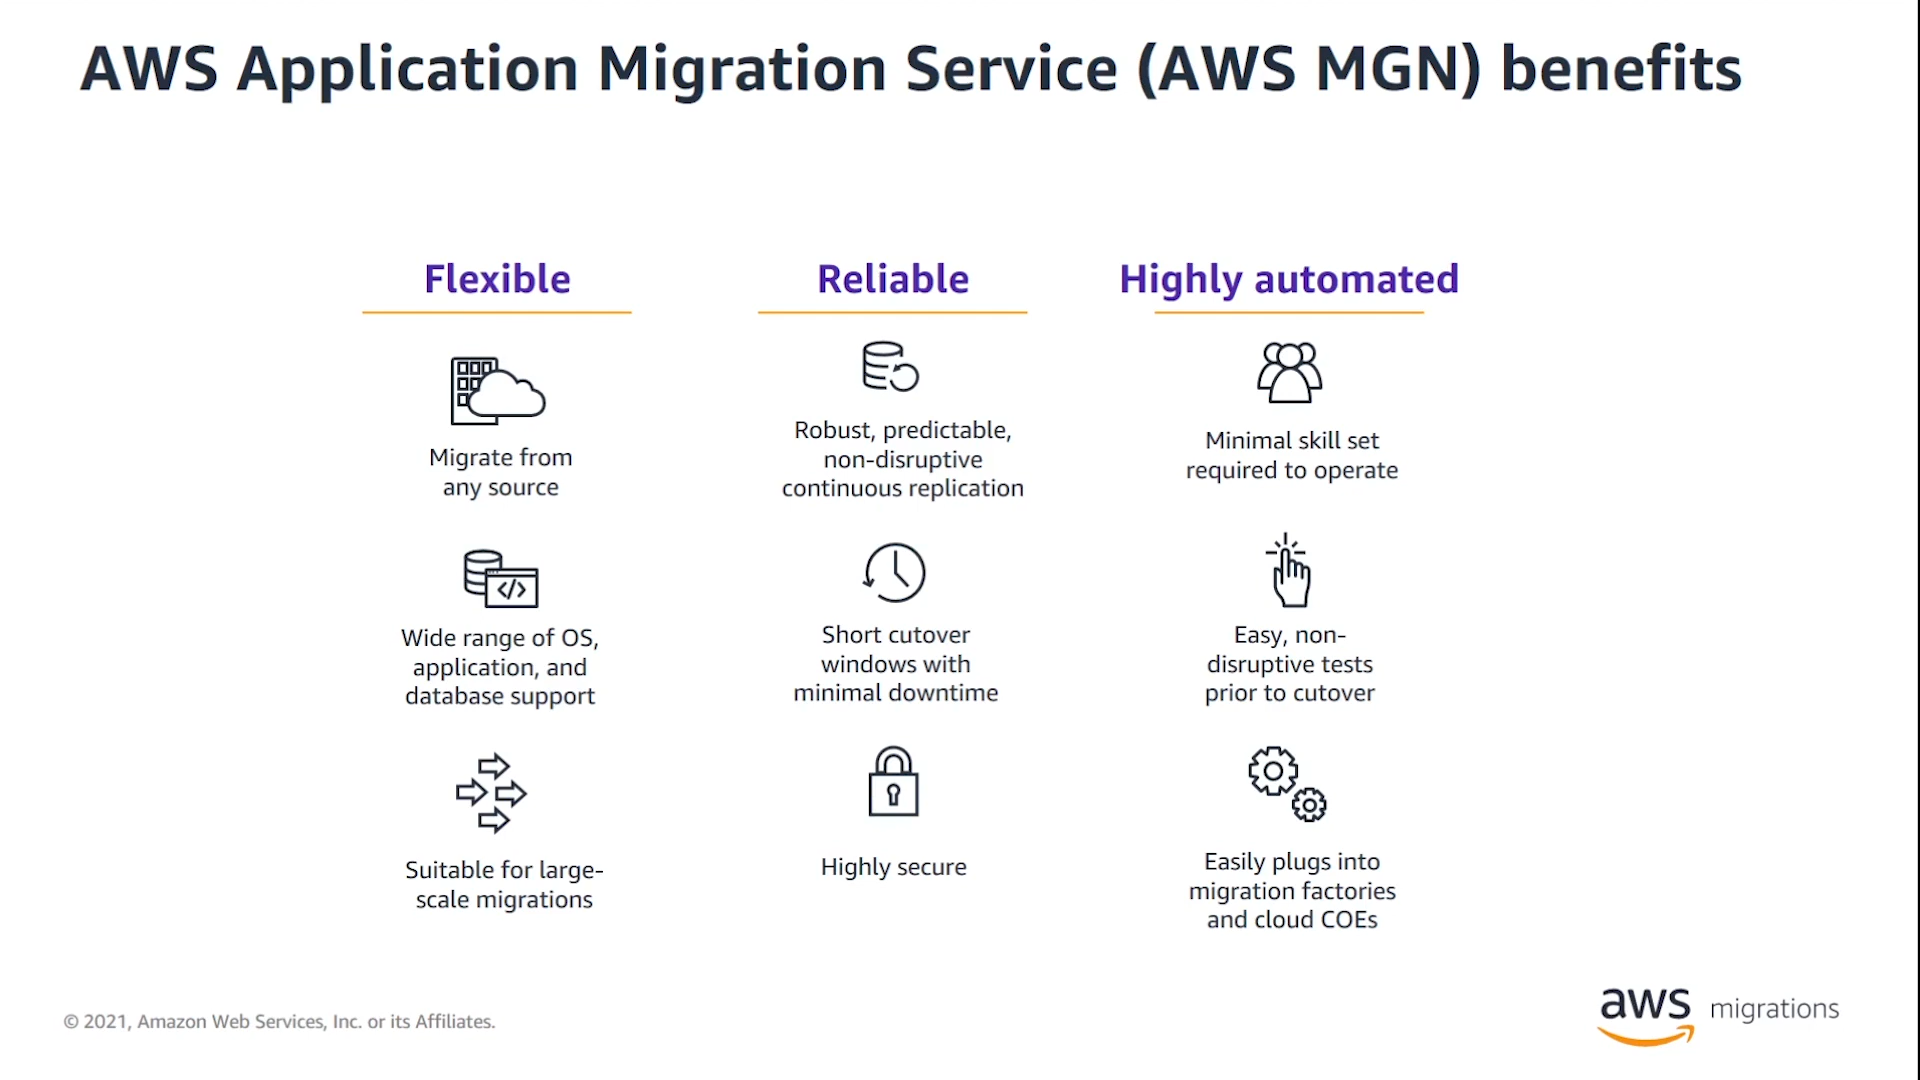 AWS Application Migration Service (AWS MGN) benefits
Flexible
Migrate from
any source
</>
Wide range of OS,
application, and
database support
Suitable for large-
scale migrations
Reliable
Robust, predictable,
non-disruptive
continuous replication
Short cutover
windows with
minimal downtime
Highly secure
Highly automated
Minimal skill set
required to operate
Easy, non-
disruptive tests
prior to cutover
Easily plugs into
migration factories
and cloud COEs
© 2021, Amazon Web Services, Inc. or its Affiliates.
aws migrations